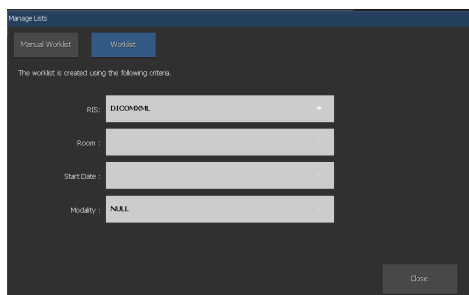 Manage Lists
Manual Worklist Worklist
The worklist is created using the following criteria.
RIS: DICOMXML
Room :
Start Date :
Modality : NULL
Close